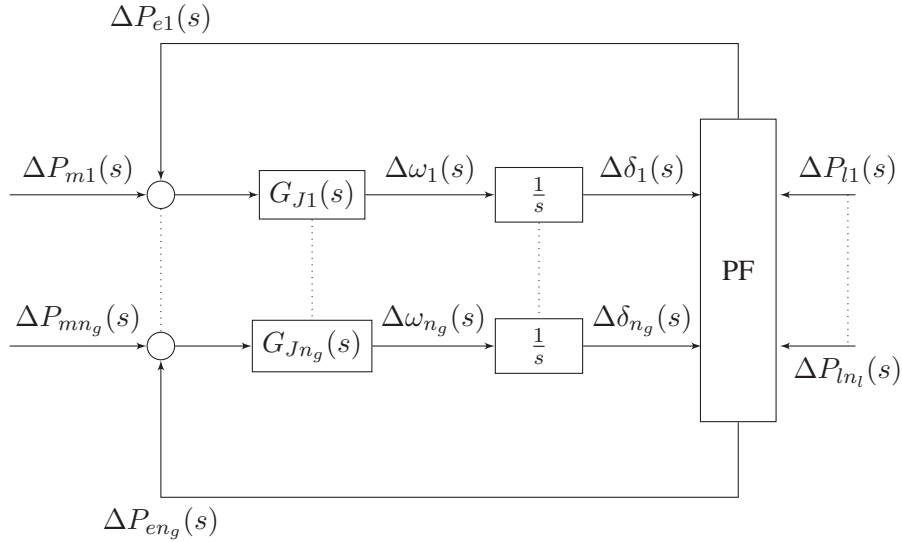 ΔP_{e1}(s)
ΔP_{m1}(s)
G_{J1}(s)
Δω_1(s)
1/s
Δδ_1(s)
ΔP_{l1}(s)
PF
ΔP_{mn_g}(s)
G_{Jn_g}(s)
Δω_{n_g}(s)
1/s
Δδ_{n_g}(s)
ΔP_{ln_l}(s)
ΔP_{en_g}(s)